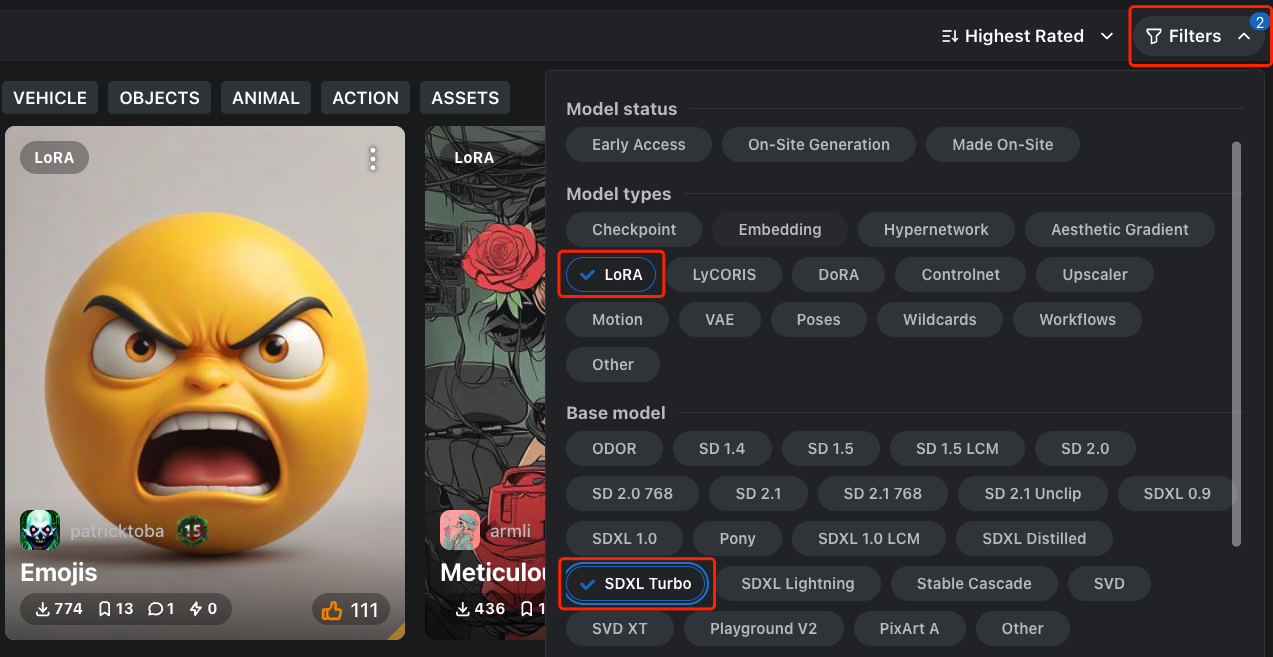 Highest Rated
Filters
2
VEHICLE OBJECTS ANIMAL ACTION ASSETS
LoRA
patricktoba 15
Emojis
774 13 1 0 111
LoRA
armli
436
Model status
Early Access On-Site Generation Made On-Site
Model types
Checkpoint Embedding Hypernetwork Aesthetic Gradient
LoRA LyCORIS DoRA Controlnet Upscaler
Motion VAE Poses Wildcards Workflows
Other
Base model
ODOR SD 1.4 SD 1.5 SD 1.5 LCM SD 2.0
SD 2.0 768 SD 2.1 SD 2.1 768 SD 2.1 Unclip SDXL 0.9
SDXL 1.0 Pony SDXL 1.0 LCM SDXL Distilled
SDXL Turbo SDXL Lightning Stable Cascade SVD
SVD XT Playground V2 PixArt A Other